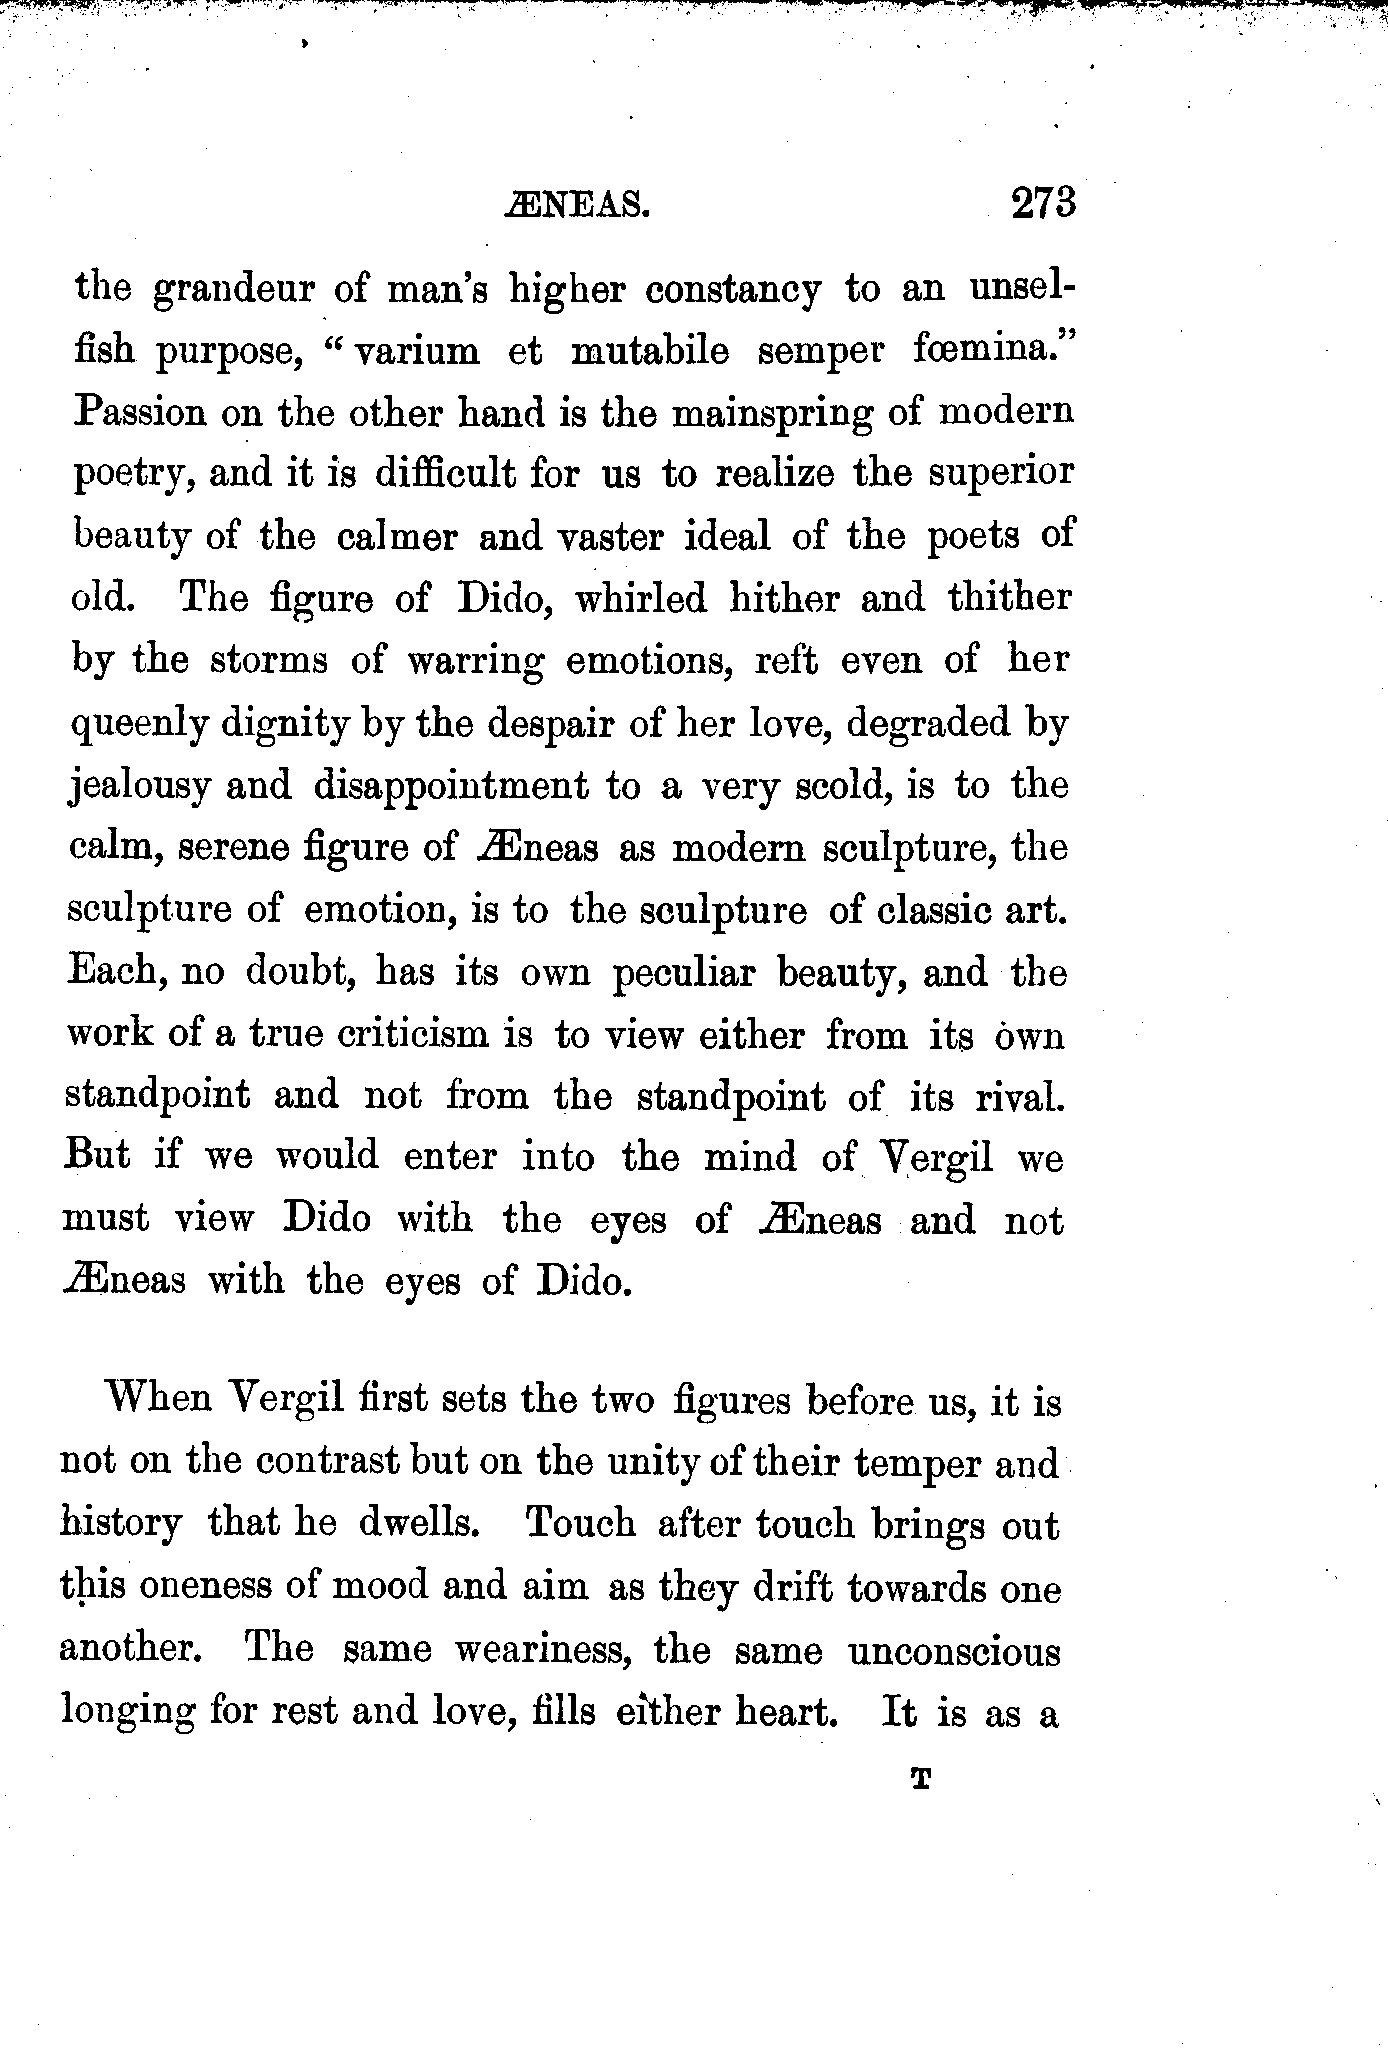 ÆNEAS. 273
the grandeur of man's higher constancy to an unsel-
fish purpose, “ varium et mutabile semper fœmina.”
Passion on the other hand is the mainspring of modern
poetry, and it is difficult for us to realize the superior
beauty of the calmer and vaster ideal of the poets of
old. The figure of Dido, whirled hither and thither
by the storms of warring emotions, reft even of her
queenly dignity by the despair of her love, degraded by
jealousy and disappointment to a very scold, is to the
calm, serene figure of Æneas as modern sculpture, the
sculpture of emotion, is to the sculpture of classic art.
Each, no doubt, has its own peculiar beauty, and the
work of a true criticism is to view either from its own
standpoint and not from the standpoint of its rival.
But if we would enter into the mind of Vergil we
must view Dido with the eyes of Æneas and not
Æneas with the eyes of Dido.
When Vergil first sets the two figures before us, it is
not on the contrast but on the unity of their temper and
history that he dwells. Touch after touch brings out
this oneness of mood and aim as they drift towards one
another. The same weariness, the same unconscious
longing for rest and love, fills either heart. It is as a
T